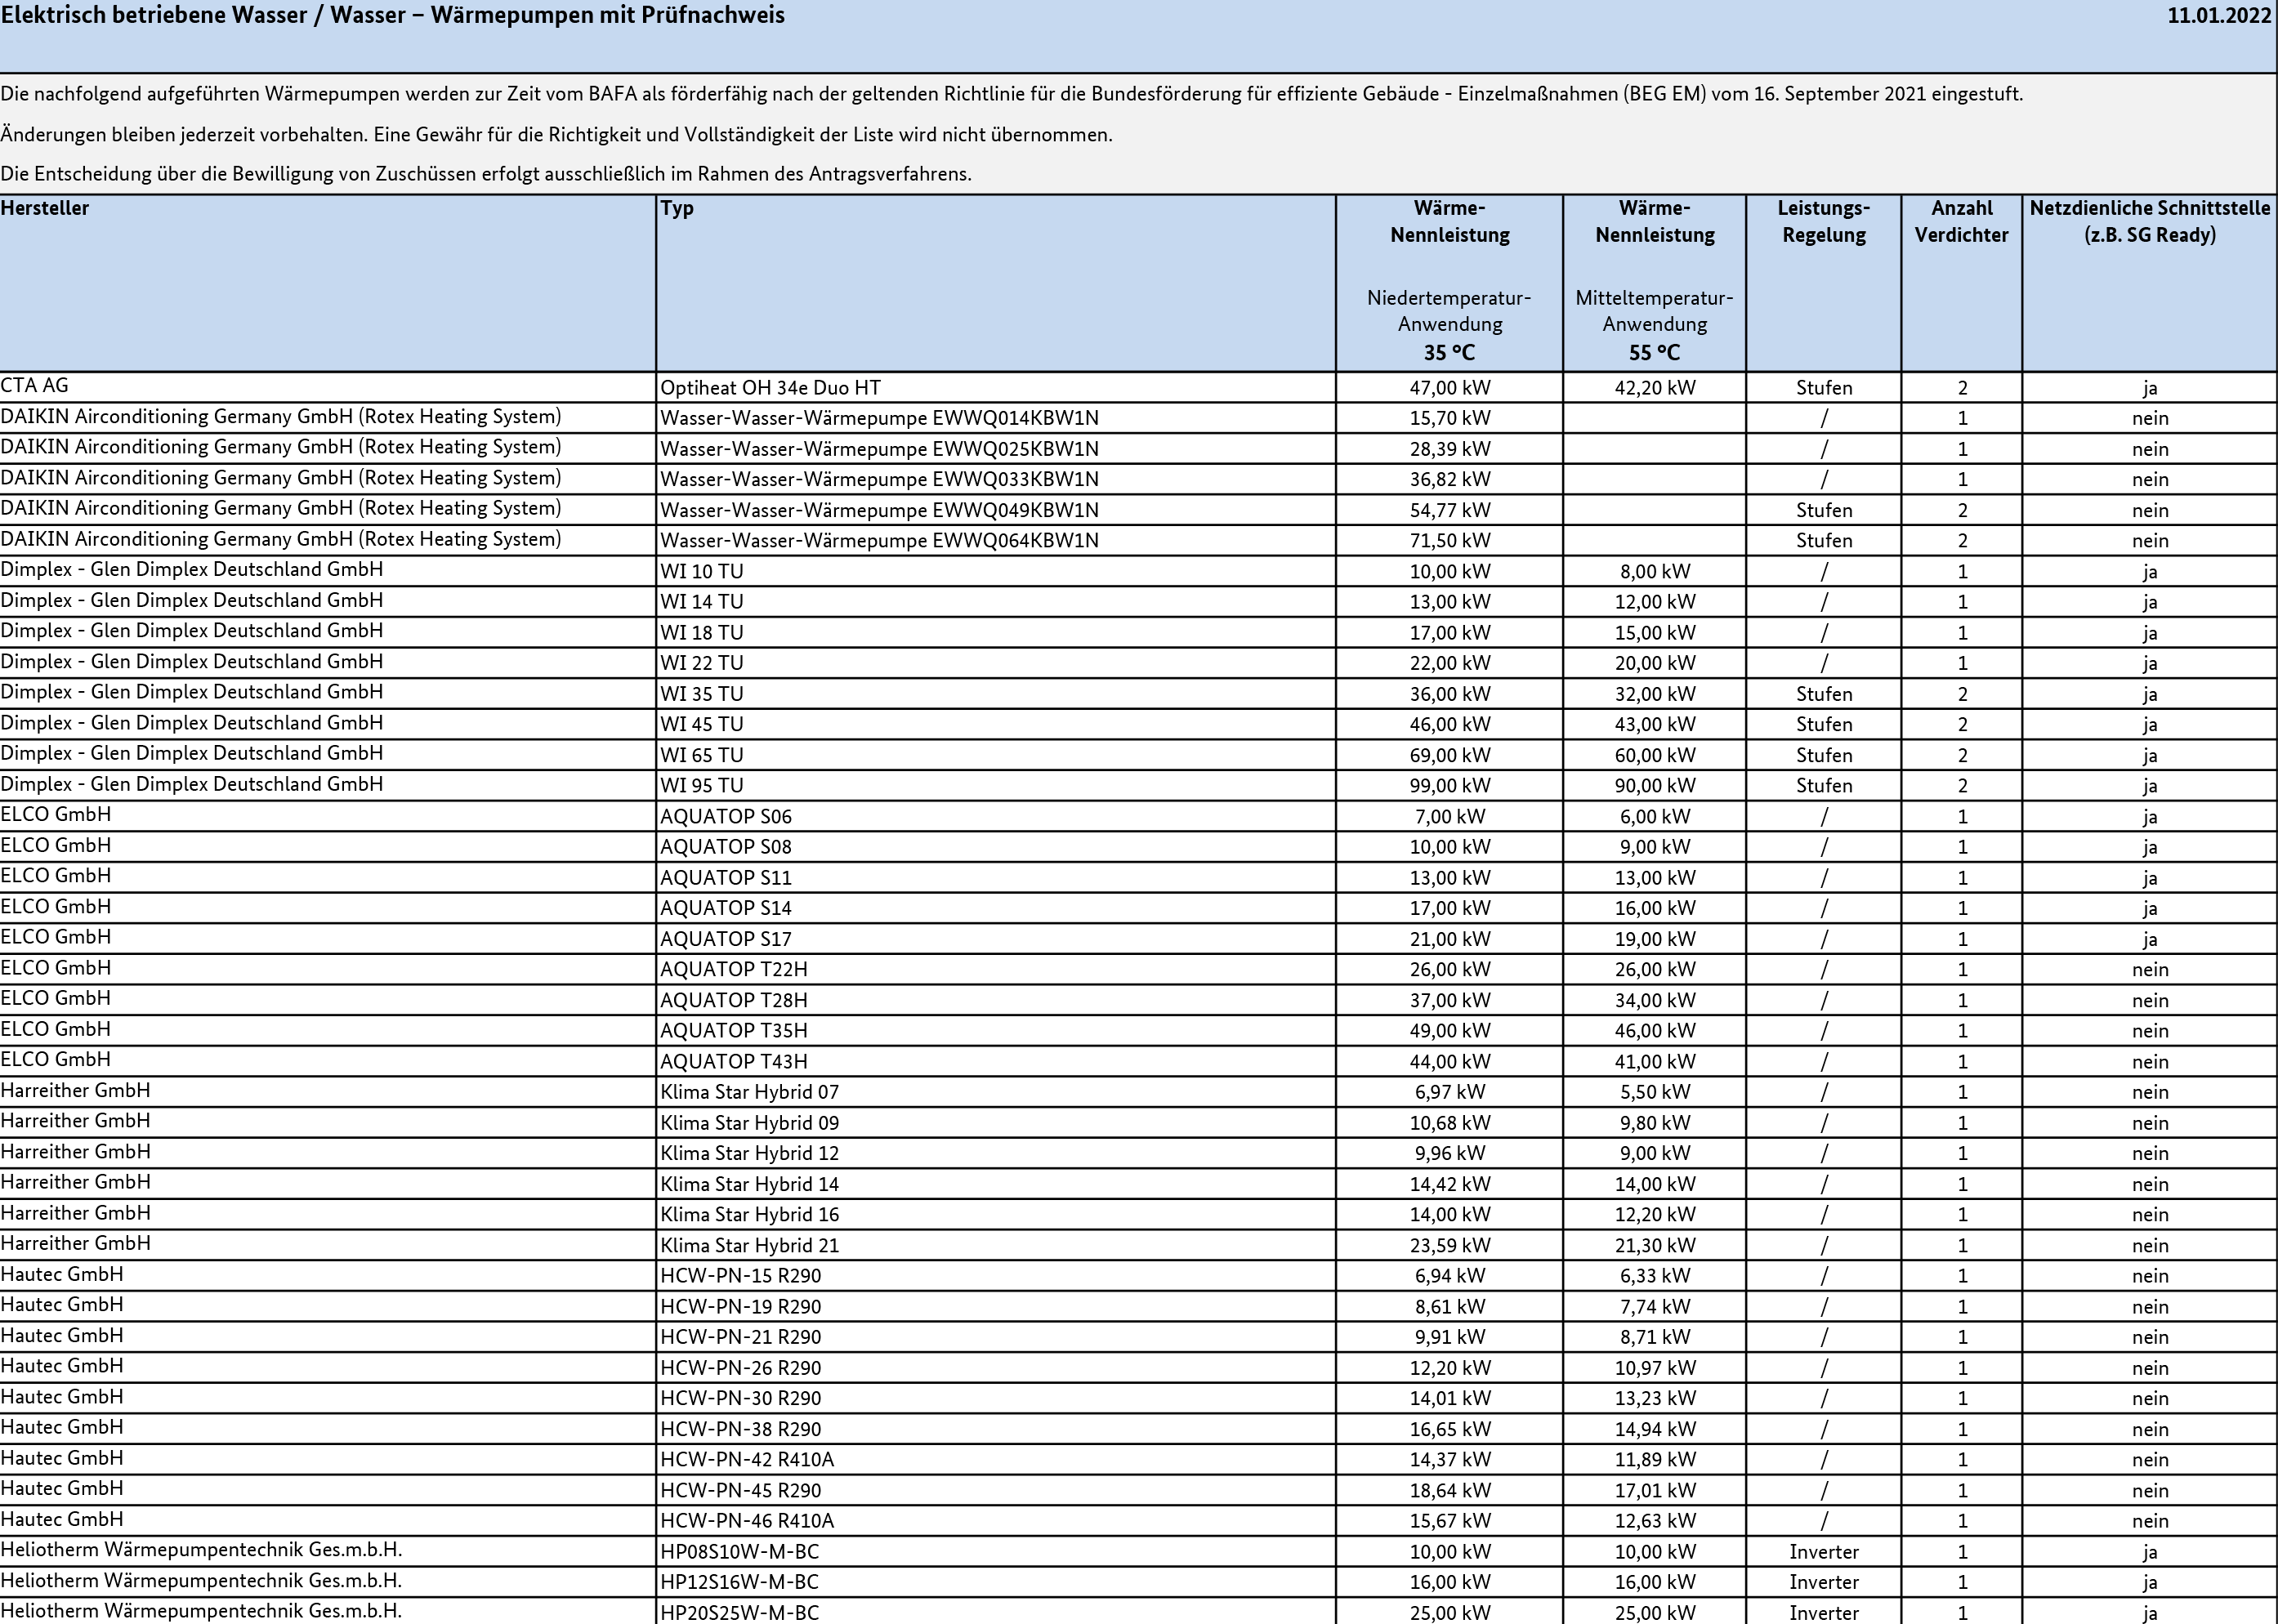 Elektrisch betriebene Wasser / Wasser – Wärmepumpen mit Prüfnachweis 11.01.2022
Die nachfolgend aufgeführten Wärmepumpen werden zur Zeit vom BAFA als förderfähig nach der geltenden Richtlinie für die Bundesförderung für effiziente Gebäude - Einzelmaßnahmen (BEG EM) vom 16. September 2021 eingestuft.
Änderungen bleiben jederzeit vorbehalten. Eine Gewähr für die Richtigkeit und Vollständigkeit der Liste wird nicht übernommen.
Die Entscheidung über die Bewilligung von Zuschüssen erfolgt ausschließlich im Rahmen des Antragsverfahrens.
Hersteller Typ Wärme- Wärme- Leistungs- Anzahl Netzdienliche Schnittstelle
Nennleistung Nennleistung Regelung Verdichter (z.B. SG Ready)
Niedertemperatur- Mitteltemperatur-
Anwendung Anwendung
35 °C 55 °C
CTA AG Optiheat OH 34e Duo HT 47,00 kW 42,20 kW Stufen 2 ja
DAIKIN Airconditioning Germany GmbH (Rotex Heating System) Wasser-Wasser-Wärmepumpe EWWQ014KBW1N 15,70 kW / 1 nein
DAIKIN Airconditioning Germany GmbH (Rotex Heating System) Wasser-Wasser-Wärmepumpe EWWQ025KBW1N 28,39 kW / 1 nein
DAIKIN Airconditioning Germany GmbH (Rotex Heating System) Wasser-Wasser-Wärmepumpe EWWQ033KBW1N 36,82 kW / 1 nein
DAIKIN Airconditioning Germany GmbH (Rotex Heating System) Wasser-Wasser-Wärmepumpe EWWQ049KBW1N 54,77 kW Stufen 2 nein
DAIKIN Airconditioning Germany GmbH (Rotex Heating System) Wasser-Wasser-Wärmepumpe EWWQ064KBW1N 71,50 kW Stufen 2 nein
Dimplex - Glen Dimplex Deutschland GmbH WI 10 TU 10,00 kW 8,00 kW / 1 ja
Dimplex - Glen Dimplex Deutschland GmbH WI 14 TU 13,00 kW 12,00 kW / 1 ja
Dimplex - Glen Dimplex Deutschland GmbH WI 18 TU 17,00 kW 15,00 kW / 1 ja
Dimplex - Glen Dimplex Deutschland GmbH WI 22 TU 22,00 kW 20,00 kW / 1 ja
Dimplex - Glen Dimplex Deutschland GmbH WI 35 TU 36,00 kW 32,00 kW Stufen 2 ja
Dimplex - Glen Dimplex Deutschland GmbH WI 45 TU 46,00 kW 43,00 kW Stufen 2 ja
Dimplex - Glen Dimplex Deutschland GmbH WI 65 TU 69,00 kW 60,00 kW Stufen 2 ja
Dimplex - Glen Dimplex Deutschland GmbH WI 95 TU 99,00 kW 90,00 kW Stufen 2 ja
ELCO GmbH AQUATOP S06 7,00 kW 6,00 kW / 1 ja
ELCO GmbH AQUATOP S08 10,00 kW 9,00 kW / 1 ja
ELCO GmbH AQUATOP S11 13,00 kW 13,00 kW / 1 ja
ELCO GmbH AQUATOP S14 17,00 kW 16,00 kW / 1 ja
ELCO GmbH AQUATOP S17 21,00 kW 19,00 kW / 1 ja
ELCO GmbH AQUATOP T22H 26,00 kW 26,00 kW / 1 nein
ELCO GmbH AQUATOP T28H 37,00 kW 34,00 kW / 1 nein
ELCO GmbH AQUATOP T35H 49,00 kW 46,00 kW / 1 nein
ELCO GmbH AQUATOP T43H 44,00 kW 41,00 kW / 1 nein
Harreither GmbH Klima Star Hybrid 07 6,97 kW 5,50 kW / 1 nein
Harreither GmbH Klima Star Hybrid 09 10,68 kW 9,80 kW / 1 nein
Harreither GmbH Klima Star Hybrid 12 9,96 kW 9,00 kW / 1 nein
Harreither GmbH Klima Star Hybrid 14 14,42 kW 14,00 kW / 1 nein
Harreither GmbH Klima Star Hybrid 16 14,00 kW 12,20 kW / 1 nein
Harreither GmbH Klima Star Hybrid 21 23,59 kW 21,30 kW / 1 nein
Hautec GmbH HCW-PN-15 R290 6,94 kW 6,33 kW / 1 nein
Hautec GmbH HCW-PN-19 R290 8,61 kW 7,74 kW / 1 nein
Hautec GmbH HCW-PN-21 R290 9,91 kW 8,71 kW / 1 nein
Hautec GmbH HCW-PN-26 R290 12,20 kW 10,97 kW / 1 nein
Hautec GmbH HCW-PN-30 R290 14,01 kW 13,23 kW / 1 nein
Hautec GmbH HCW-PN-38 R290 16,65 kW 14,94 kW / 1 nein
Hautec GmbH HCW-PN-42 R410A 14,37 kW 11,89 kW / 1 nein
Hautec GmbH HCW-PN-45 R290 18,64 kW 17,01 kW / 1 nein
Hautec GmbH HCW-PN-46 R410A 15,67 kW 12,63 kW / 1 nein
Heliotherm Wärmepumpentechnik Ges.m.b.H. HP08S10W-M-BC 10,00 kW 10,00 kW Inverter 1 ja
Heliotherm Wärmepumpentechnik Ges.m.b.H. HP12S16W-M-BC 16,00 kW 16,00 kW Inverter 1 ja
Heliotherm Wärmepumpentechnik Ges.m.b.H. HP20S25W-M-BC 25,00 kW 25,00 kW Inverter 1 ja